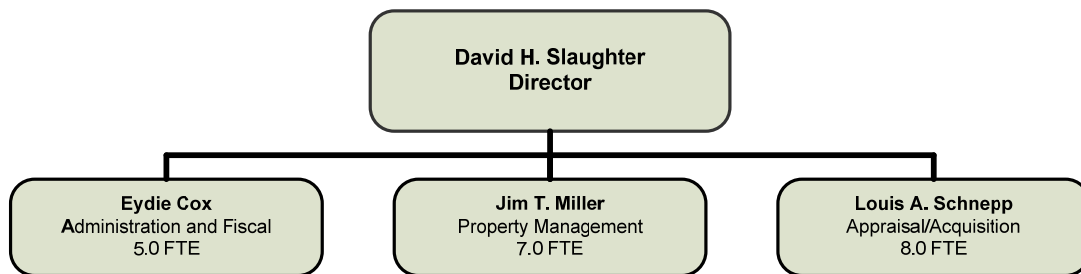 David H. Slaughter
Director
Eydie Cox
Administration and Fiscal
5.0 FTE
Jim T. Miller
Property Management
7.0 FTE
Louis A. Schnepp
Appraisal/Acquisition
8.0 FTE